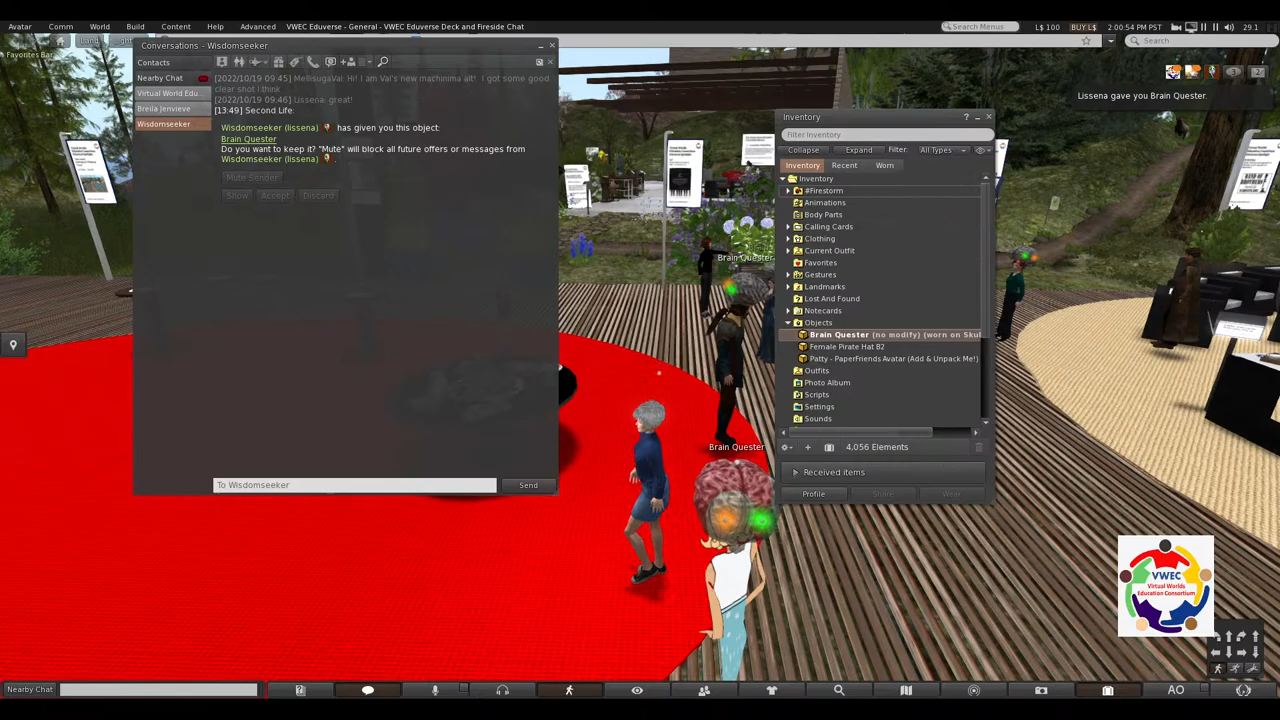 Avatar Comm World Build Content Help Advanced VWEC Eduverse - General - VWEC Eduverse Deck and Fireside Chat
Search Menus L$ 100 BUY L$ 2:00:54 PM PST 29.1
Search
Favorites Bar
Conversations - Wisdomseeker
Contacts
Nearby Chat
Virtual World Edu...
Breila Jenvieve
Wisdomseeker
[2022/10/19 09:45] MellisugaVal: Hi! I am Val's new machinima alt! I got some good
clear shot I think
[2022/10/19 09:46] Lissena: great!
[13:49] Second Life:
Wisdomseeker (lissena) has given you this object:
Brain Quester
Do you want to keep it? "Mute" will block all future offers or messages from
Wisdomseeker (lissena)
Mute Sender
Show Accept Discard
To Wisdomseeker
Send
Lissena gave you Brain Quester.
Inventory
Filter Inventory
Collapse Expand Filter: All Types
Inventory Recent Worn
Inventory
#Firestorm
Animations
Body Parts
Calling Cards
Clothing
Current Outfit
Favorites
Gestures
Landmarks
Lost And Found
Notecards
Objects
Brain Quester (no modify) (worn on Skul
Female Pirate Hat B2
Patty - PaperFriends Avatar (Add & Unpack Me!)
Outfits
Photo Album
Scripts
Settings
Sounds
4,056 Elements
Received items
Profile Share Wear
Brain Quester
Brain Quester
VWEC
Virtual Worlds
Education Consortium
Nearby Chat
AO